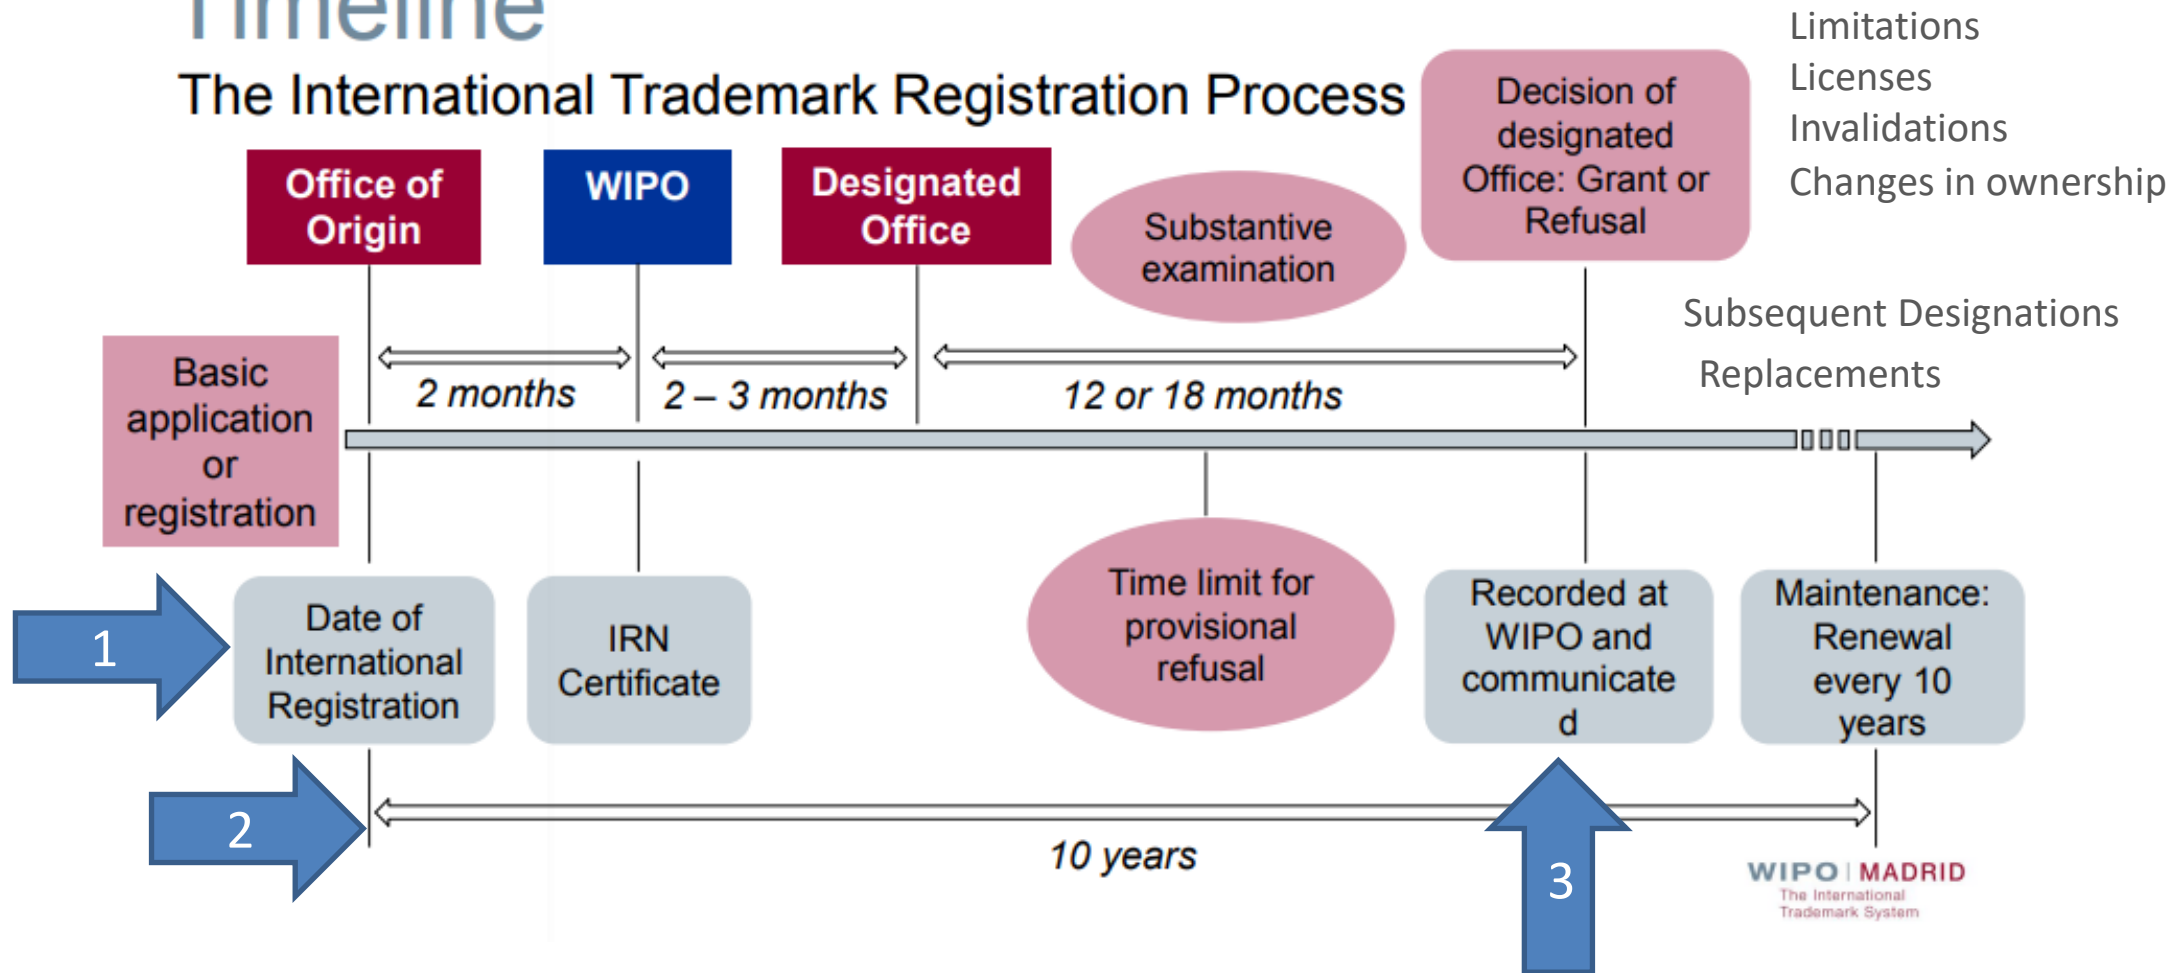 Timeline
The International Trademark Registration Process
Limitations
Licenses
Invalidations
Changes in ownership
Office of
Origin
WIPO
Designated
Office
Substantive
examination
Decision of
designated
Office: Grant or
Refusal
Subsequent Designations
Replacements
Basic
application
or
registration
2 months
2 – 3 months
12 or 18 months
1
Date of
International
Registration
IRN
Certificate
Time limit for
provisional
refusal
Recorded at
WIPO and
communicate
d
Maintenance:
Renewal
every 10
years
2
10 years
3
WIPO | MADRID
The International
Trademark System